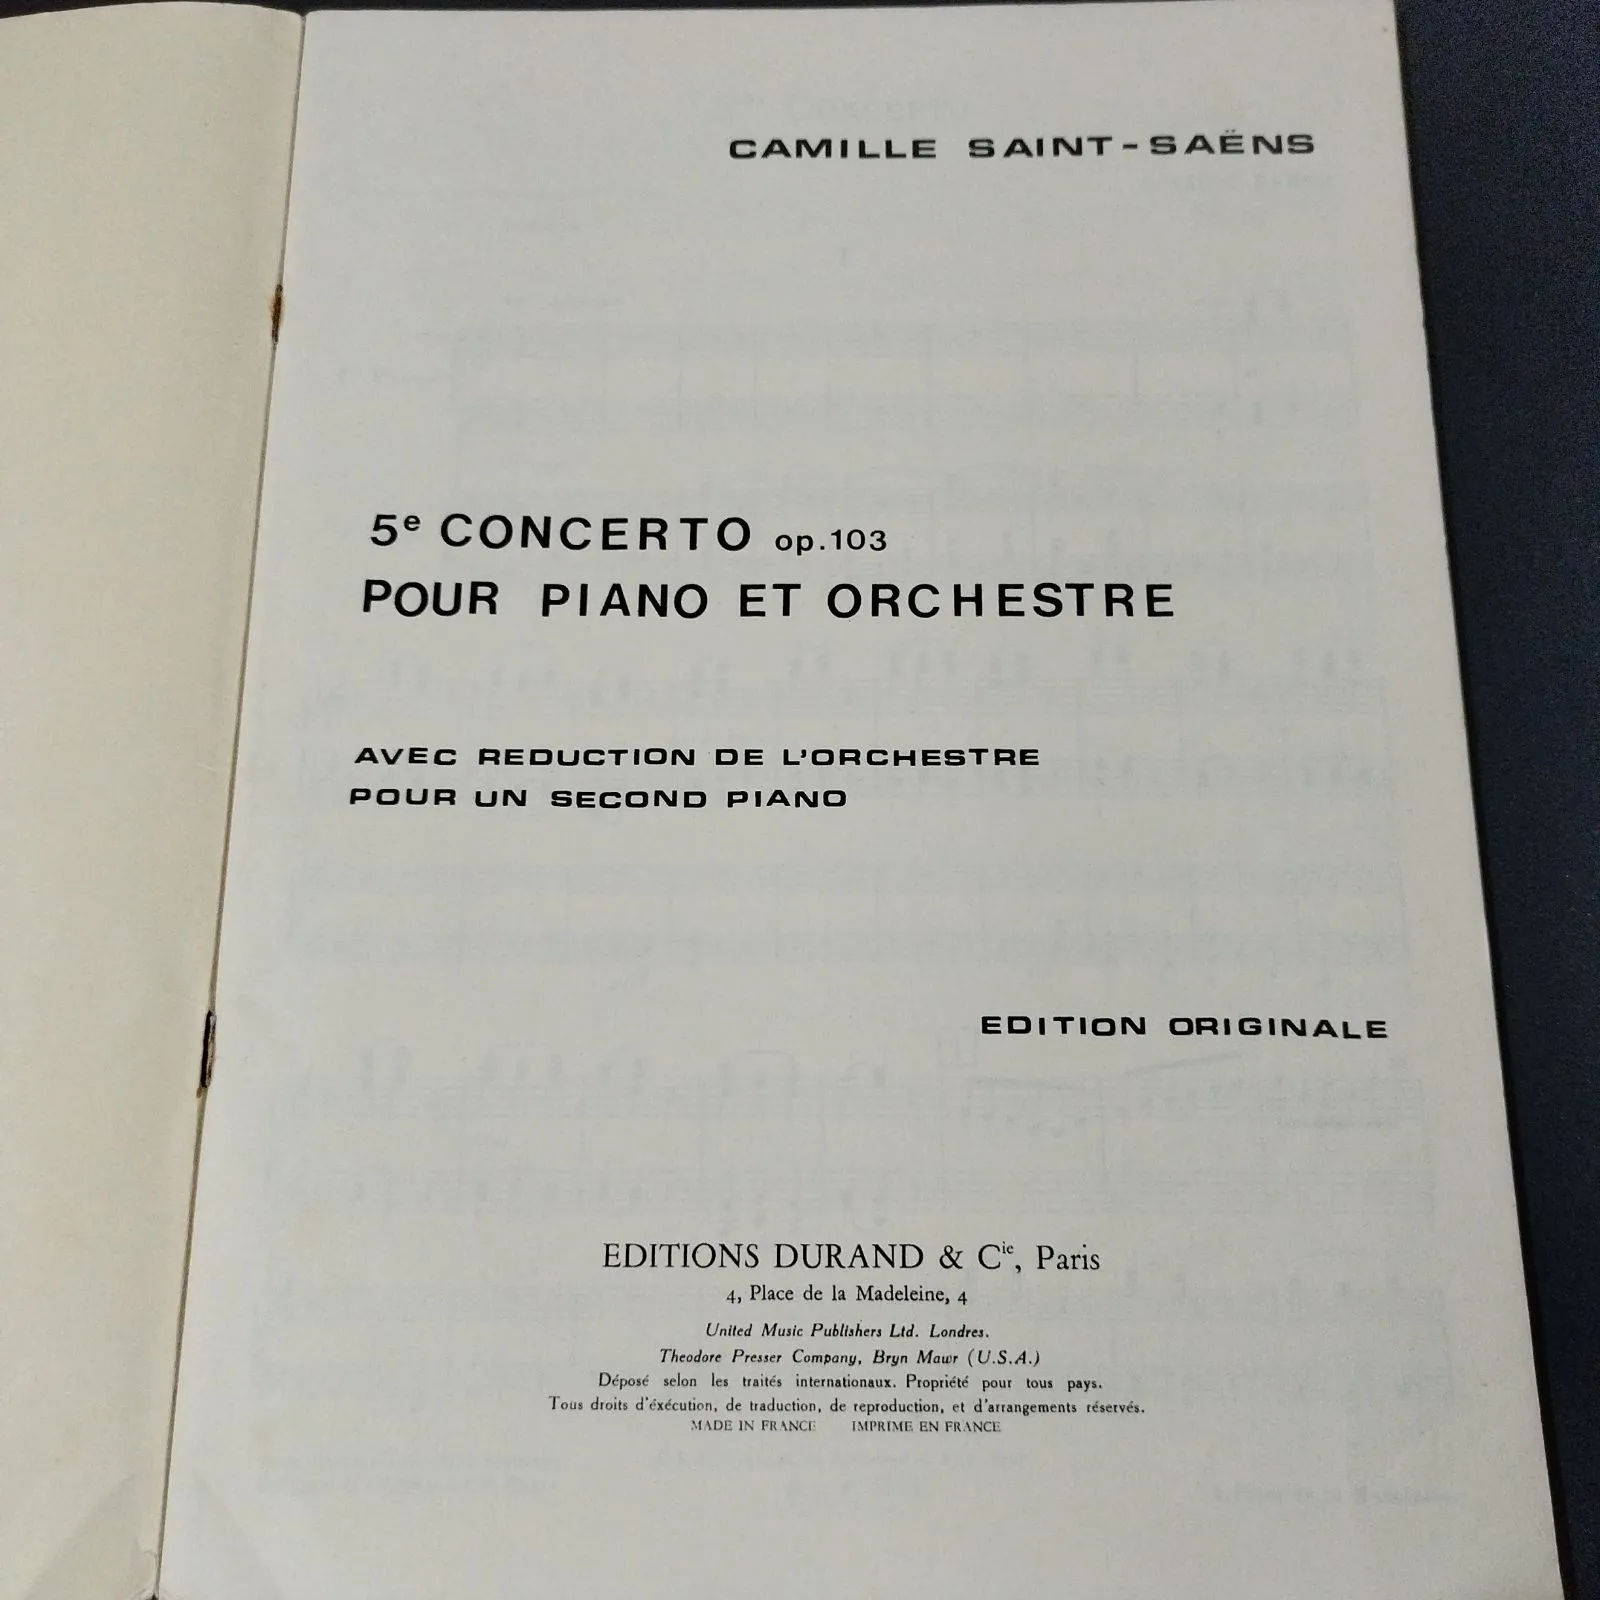 CAMILLE SAINT-SAËNS
5e CONCERTO op.103
POUR PIANO ET ORCHESTRE
AVEC REDUCTION DE L'ORCHESTRE
POUR UN SECOND PIANO
EDITION ORIGINALE
EDITIONS DURAND & Cie, Paris
4, Place de la Madeleine, 4
United Music Publishers Ltd. Londres.
Theodore Presser Company, Bryn Mawr (U.S.A.)
Déposé selon les traités internationaux. Propriété pour tous pays.
Tous droits d'éxécution, de traduction, de reproduction, et d'arrangements réservés.
MADE IN FRANCE IMPRIME EN FRANCE